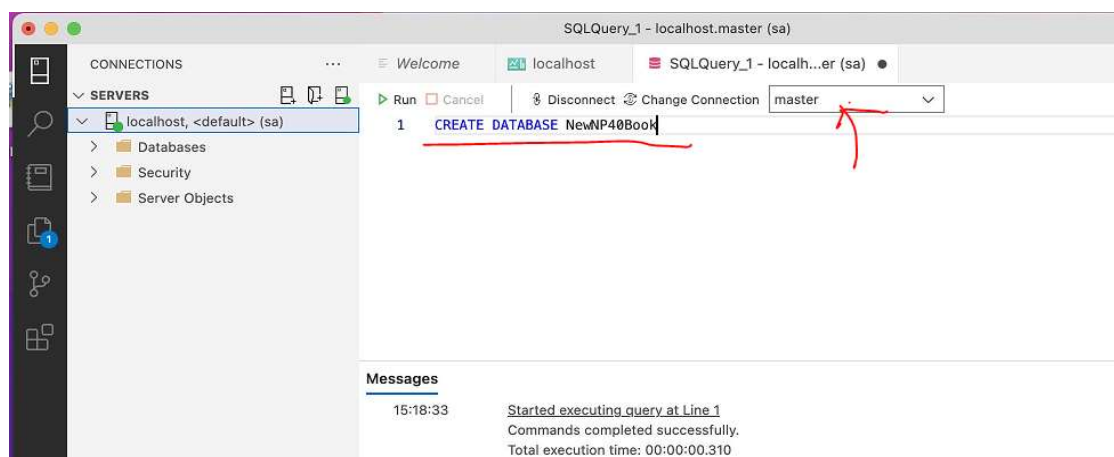 SQLQuery_1 - localhost.master (sa)
CONNECTIONS ...
Welcome
localhost
SQLQuery_1 - localh...er (sa)
SERVERS
Run Cancel Disconnect Change Connection master
localhost, <default> (sa)
1 CREATE DATABASE NewNP40Book
Databases
Security
Server Objects
1
Messages
15:18:33 Started executing query at Line 1
Commands completed successfully.
Total execution time: 00:00:00.310